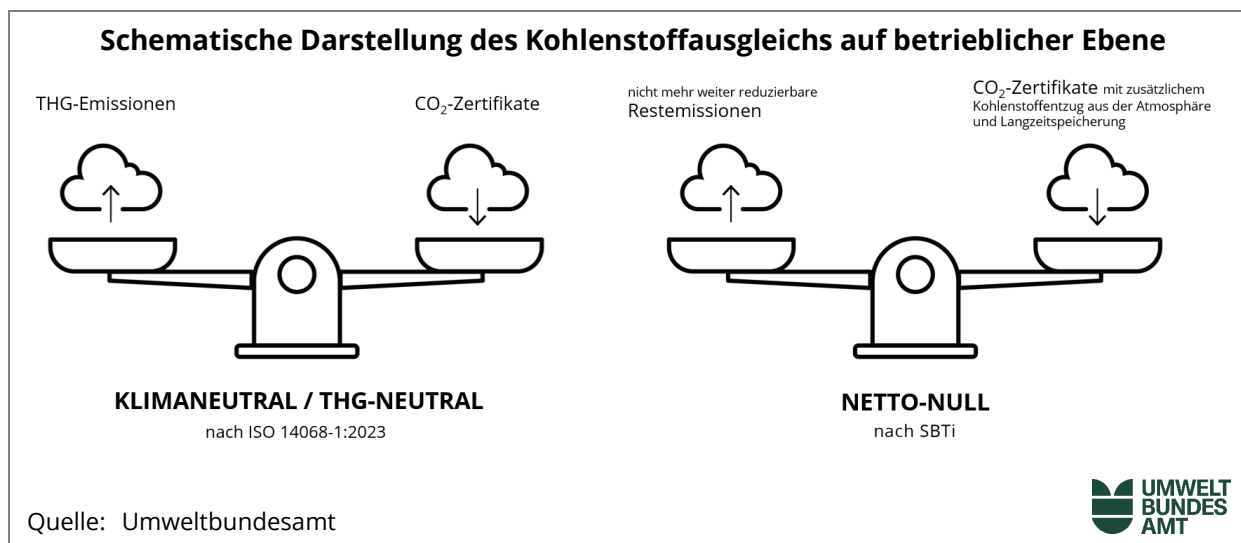 Schematische Darstellung des Kohlenstoffausgleichs auf betrieblicher Ebene
THG-Emissionen
CO₂-Zertifikate
KLIMANEUTRAL / THG-NEUTRAL
nach ISO 14068-1:2023
nicht mehr weiter reduzierbare
Restemissionen
CO₂-Zertifikate mit zusätzlichem
Kohlenstoffentzug aus der Atmosphäre
und Langzeitspeicherung
NETTO-NULL
nach SBTi
Quelle: Umweltbundesamt
UMWELT
BUNDES
AMT